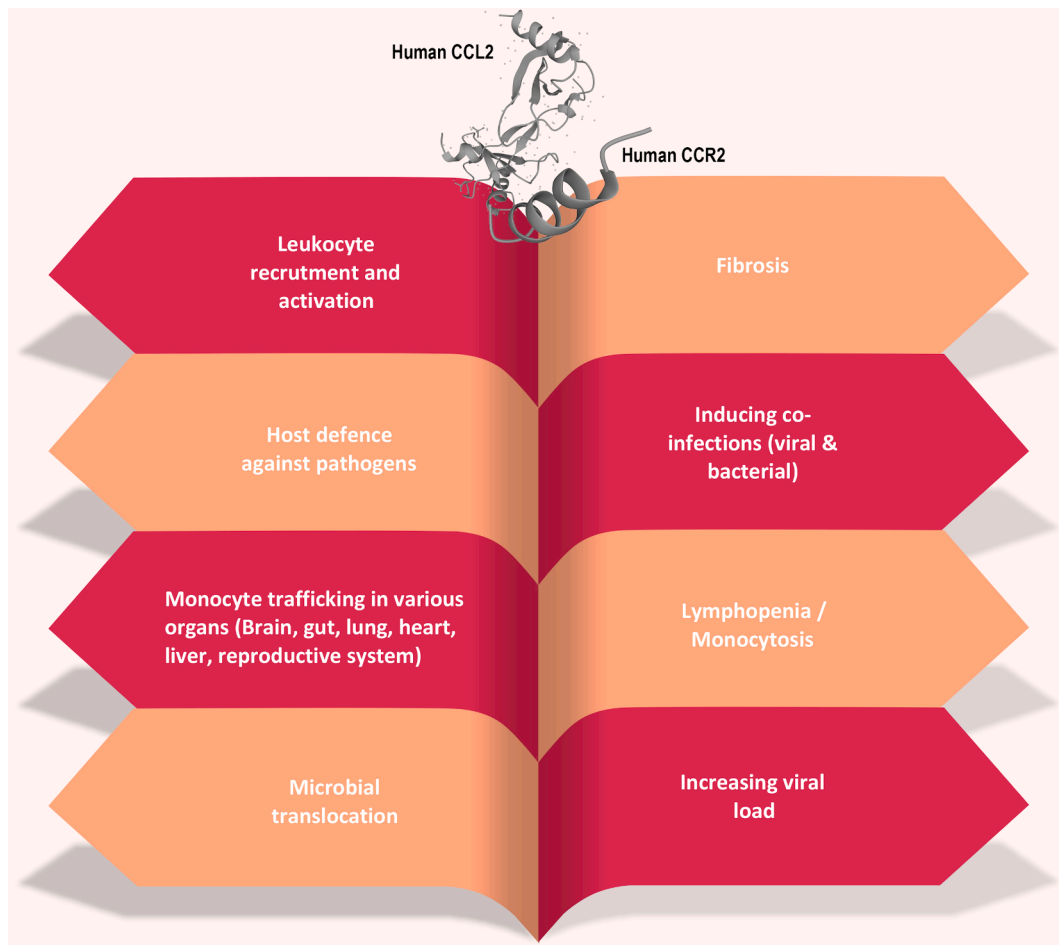 Human CCL2
Human CCR2
Leukocyte
recrutment and
activation
Fibrosis
Host defence
against pathogens
Inducing co-
infections (viral &
bacterial)
Monocyte trafficking in various
organs (Brain, gut, lung, heart,
liver, reproductive system)
Lymphopenia /
Monocytosis
Microbial
translocation
Increasing viral
load